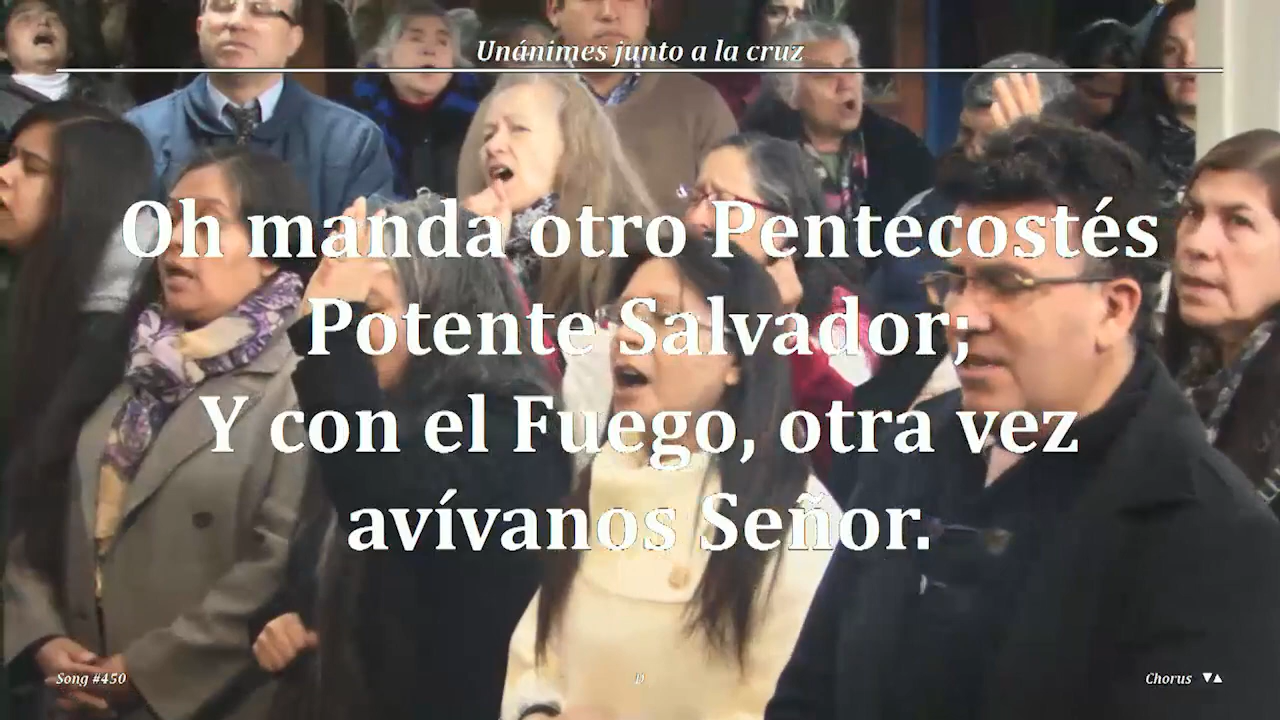 Unánimes junto a la cruz
Oh manda otro Pentecostés
Potente Salvador;
Y con el Fuego, otra vez
avívanos Señor.
Song #450
Chorus ▼▲